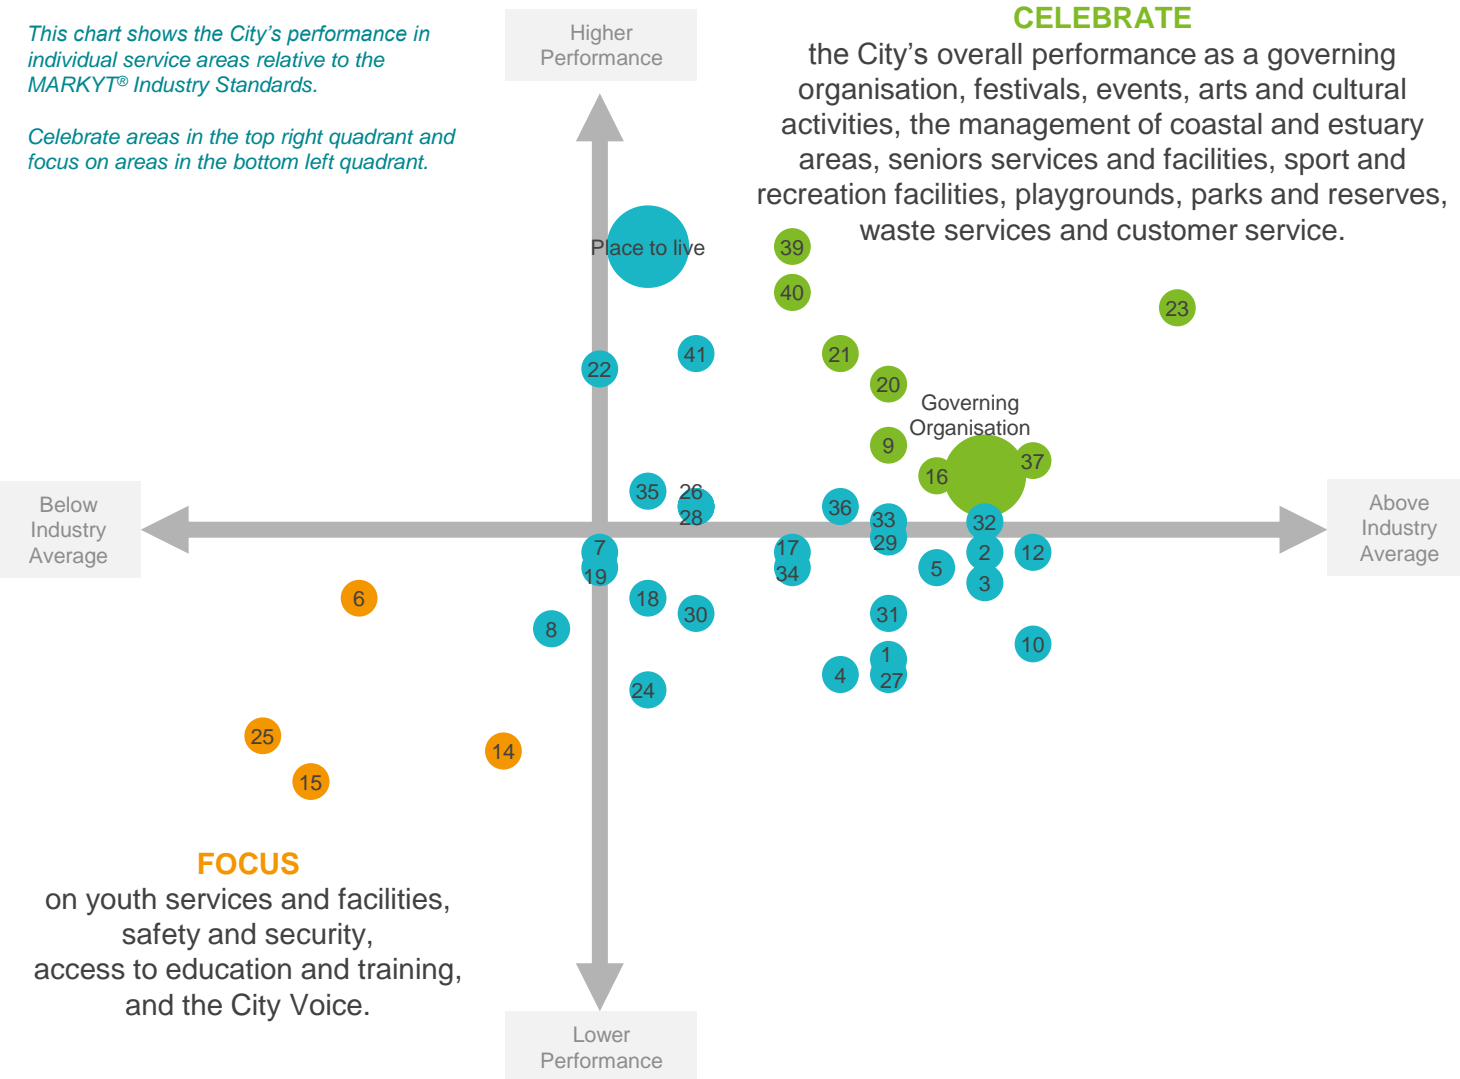 This chart shows the City’s performance in
individual service areas relative to the
MARKYT® Industry Standards.
Celebrate areas in the top right quadrant and
focus on areas in the bottom left quadrant.
Higher
Performance
CELEBRATE
the City’s overall performance as a governing
organisation, festivals, events, arts and cultural
activities, the management of coastal and estuary
areas, seniors services and facilities, sport and
recreation facilities, playgrounds, parks and reserves,
waste services and customer service.
Place to live
39
40
23
41
21
22
20
Governing
Organisation
9
37
16
35
26
28
36
33
32
29
Below
Industry
Average
Above
Industry
Average
7
19
17
34
5
2
12
3
6
18
30
31
8
10
1
4
27
24
25
14
15
FOCUS
on youth services and facilities,
safety and security,
access to education and training,
and the City Voice.
Lower
Performance